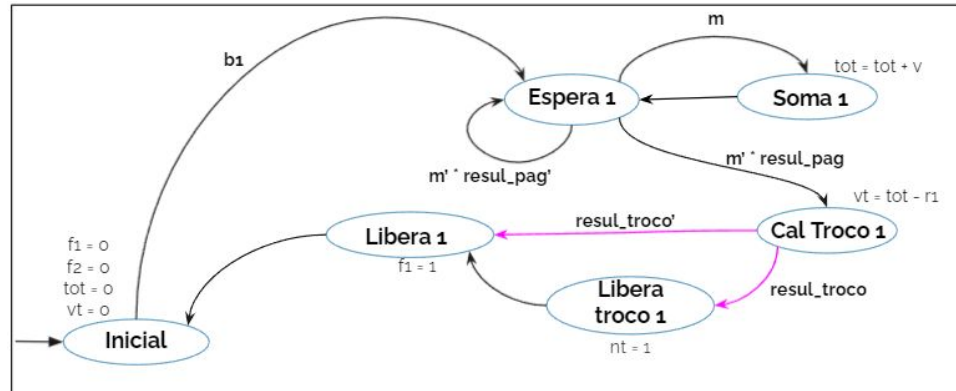 b1
m
tot = tot + v
Espera 1
Soma 1
m' * resul_pag'
m' * resul_pag
vt = tot - r1
resul_troco'
Cal Troco 1
Libera 1
f1 = 1
resul_troco
f1 = 0
f2 = 0
tot = 0
vt = 0
Libera
troco 1
Inicial
nt = 1